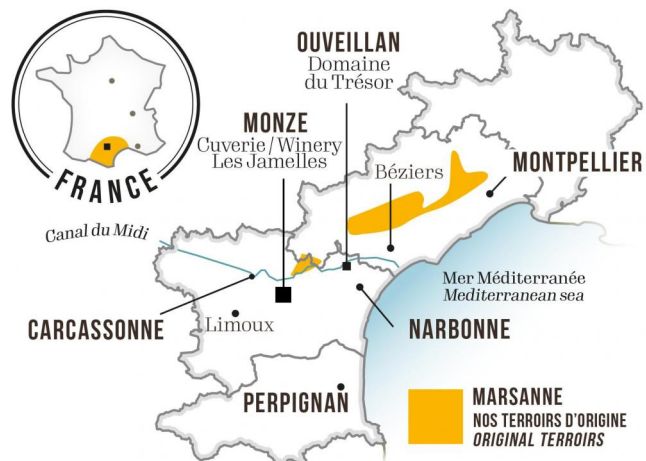 FRANCE
OUVEILLAN
Domaine
du Trésor
MONZE
Cuverie / Winery
Les Jamelles
Béziers
MONTPELLIER
Canal du Midi
Mer Méditerranée
Mediterranean sea
CARCASSONNE
Limoux
NARBONNE
PERPIGNAN
MARSANNE
NOS TERROIRS D'ORIGINE
ORIGINAL TERROIRS